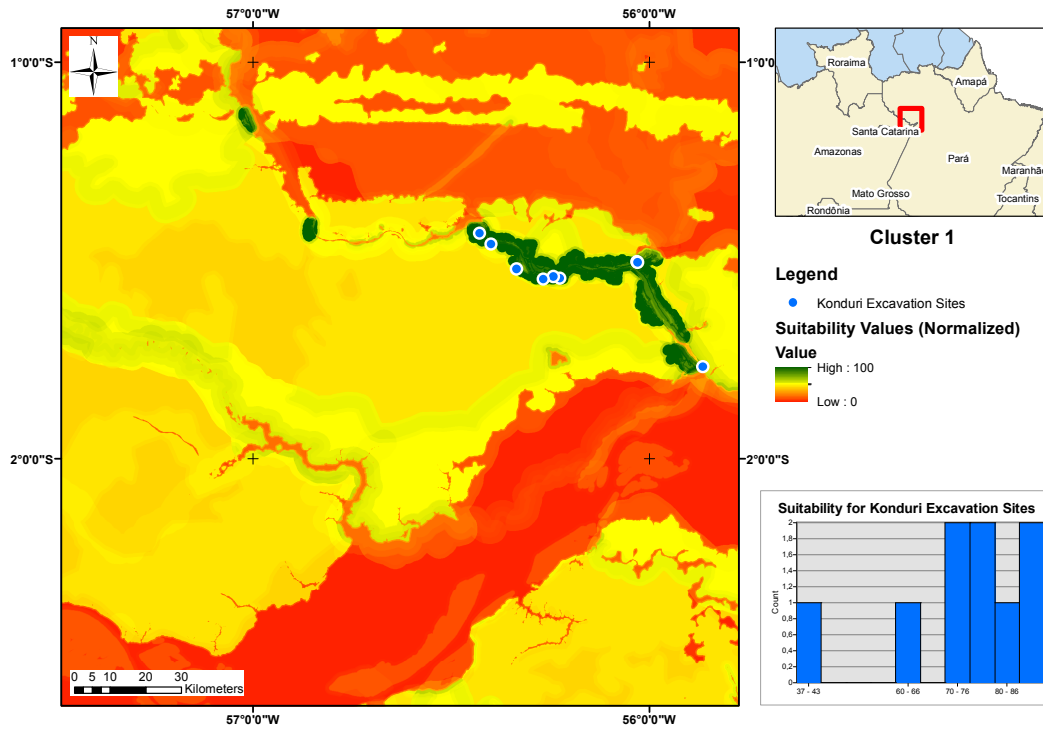 57°0'0"W 56°0'0"W
N
1°0'0"S 1°0'0"S
2°0'0"S 2°0'0"S
0 5 10 20 30
Kilometers
57°0'0"W 56°0'0"W
Roraima
Amapá
Santa Catarina
Amazonas
Pará
Maranhão
Mato Grosso
Tocantins
Rondônia
Cluster 1
Legend
Konduri Excavation Sites
Suitability Values (Normalized)
Value
High : 100
Low : 0
Suitability for Konduri Excavation Sites
2
1,8
1,6
1,4
1,2
1
0,8
0,6
0,4
0,2
0
Count
37 - 43 60 - 66 70 - 76 80 - 86